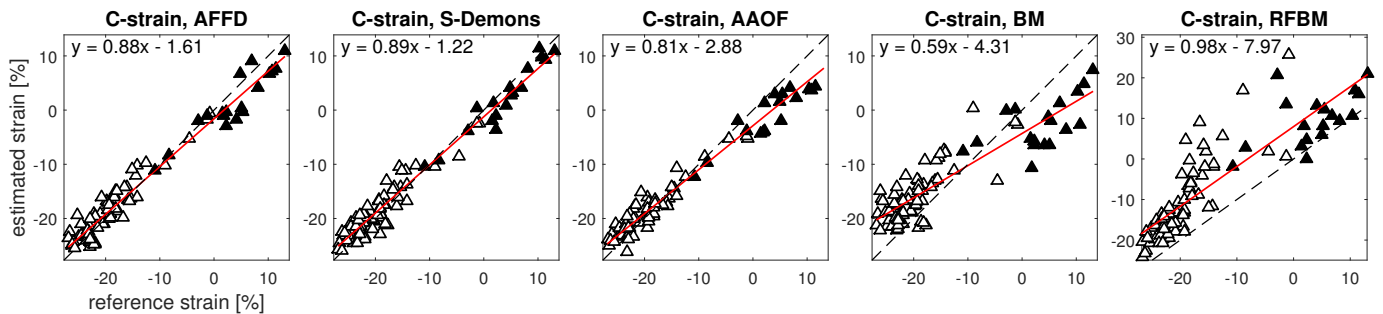 C-strain, AFFD
C-strain, S-Demons
C-strain, AAOF
C-strain, BM
C-strain, RFBM
y = 0.88x - 1.61
y = 0.89x - 1.22
y = 0.81x - 2.88
y = 0.59x - 4.31
y = 0.98x - 7.97
estimated strain [%]
10
0
-10
-20
10
0
-10
-20
10
0
-10
-20
10
0
-10
-20
30
20
10
0
-10
-20
-20 -10 0 10
-20 -10 0 10
-20 -10 0 10
-20 -10 0 10
-20 -10 0 10
reference strain [%]